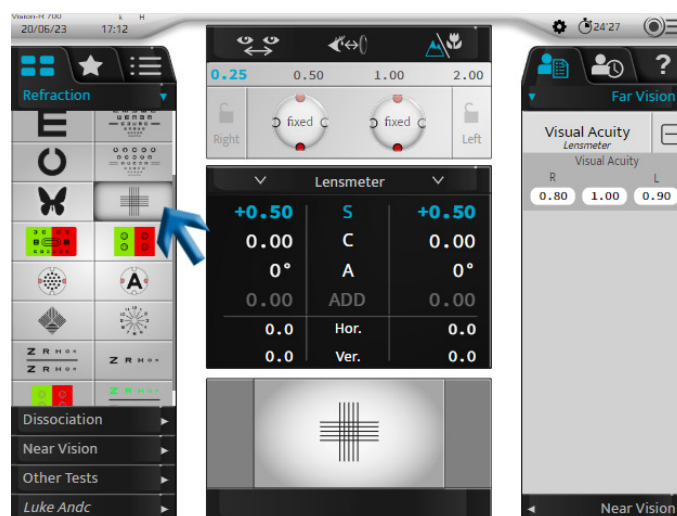 Vision-R 700
20/06/23 17:12
24'27
Refraction
Dissociation
Near Vision
Other Tests
Luke Andc
0.25 0.50 1.00 2.00
Right fixed fixed Left
Lensmeter
+0.50 S +0.50
0.00 C 0.00
0° A 0°
0.00 ADD 0.00
0.0 Hor. 0.0
0.0 Ver. 0.0
E
B B
A
Z R H O K
Z R H O K
Z R H O K
?
Far Vision
Visual Acuity
Lensmeter
Visual Acuity
R L
0.80 1.00 0.90
Near Vision